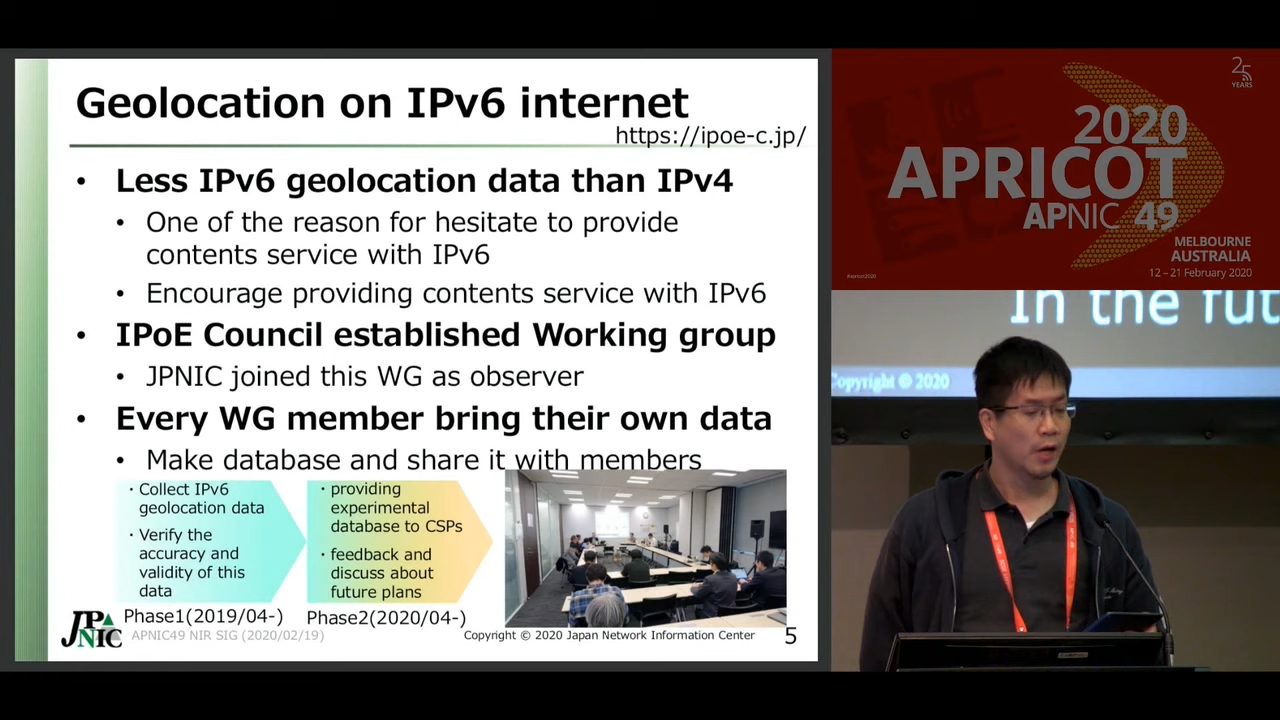 Geolocation on IPv6 internet
https://ipoe-c.jp/
• Less IPv6 geolocation data than IPv4
• One of the reason for hesitate to provide
contents service with IPv6
• Encourage providing contents service with IPv6
• IPoE Council established Working group
• JPNIC joined this WG as observer
• Every WG member bring their own data
• Make database and share it with members
・Collect IPv6
geolocation data
・Verify the
accuracy and
validity of this
data
・providing
experimental
database to CSPs
・feedback and
discuss about
future plans
Phase1(2019/04-)
Phase2(2020/04-)
JPNIC
APNIC49 NIR SIG (2020/02/19)
Copyright © 2020 Japan Network Information Center
5
25
YEARS
2020
APRICOT
APNIC 49
MELBOURNE
AUSTRALIA
12 – 21 February 2020
#apricot2020
In the fut
Copyright © 2020